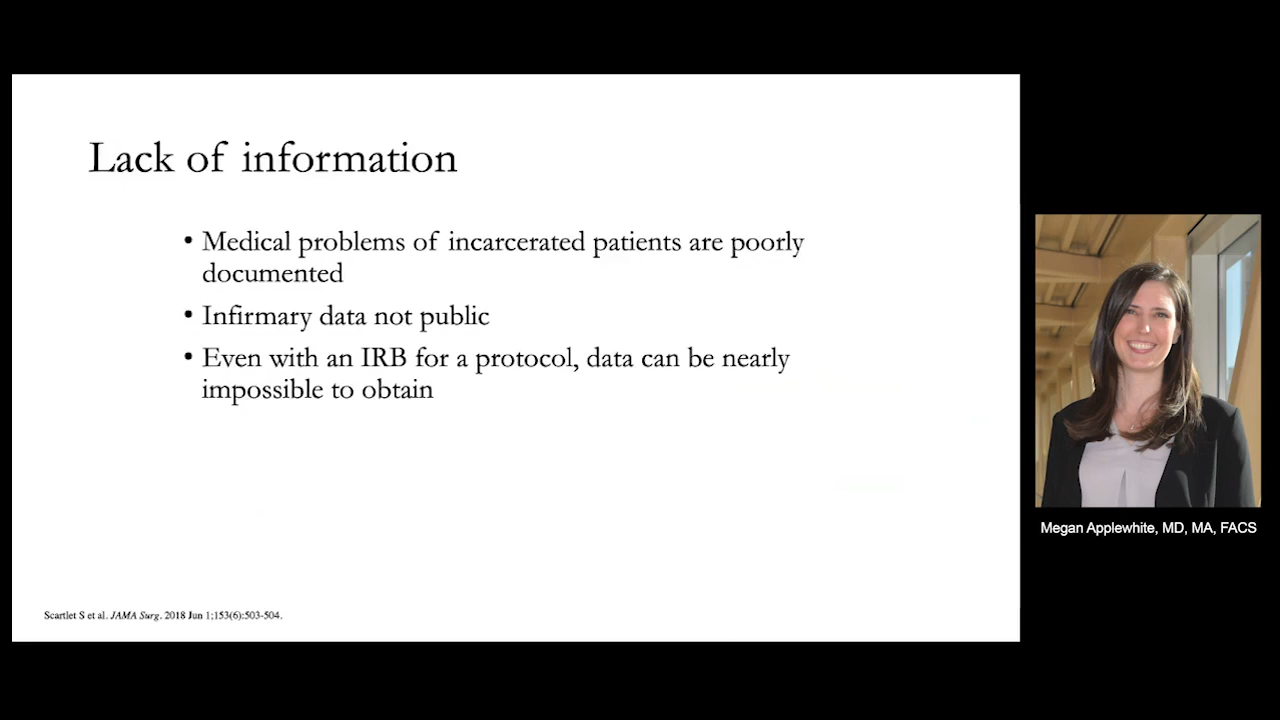 Lack of information
• Medical problems of incarcerated patients are poorly
documented
• Infirmary data not public
• Even with an IRB for a protocol, data can be nearly
impossible to obtain
Scartlet S et al. JAMA Surg. 2018 Jun 1;153(6):503-504.
Megan Applewhite, MD, MA, FACS